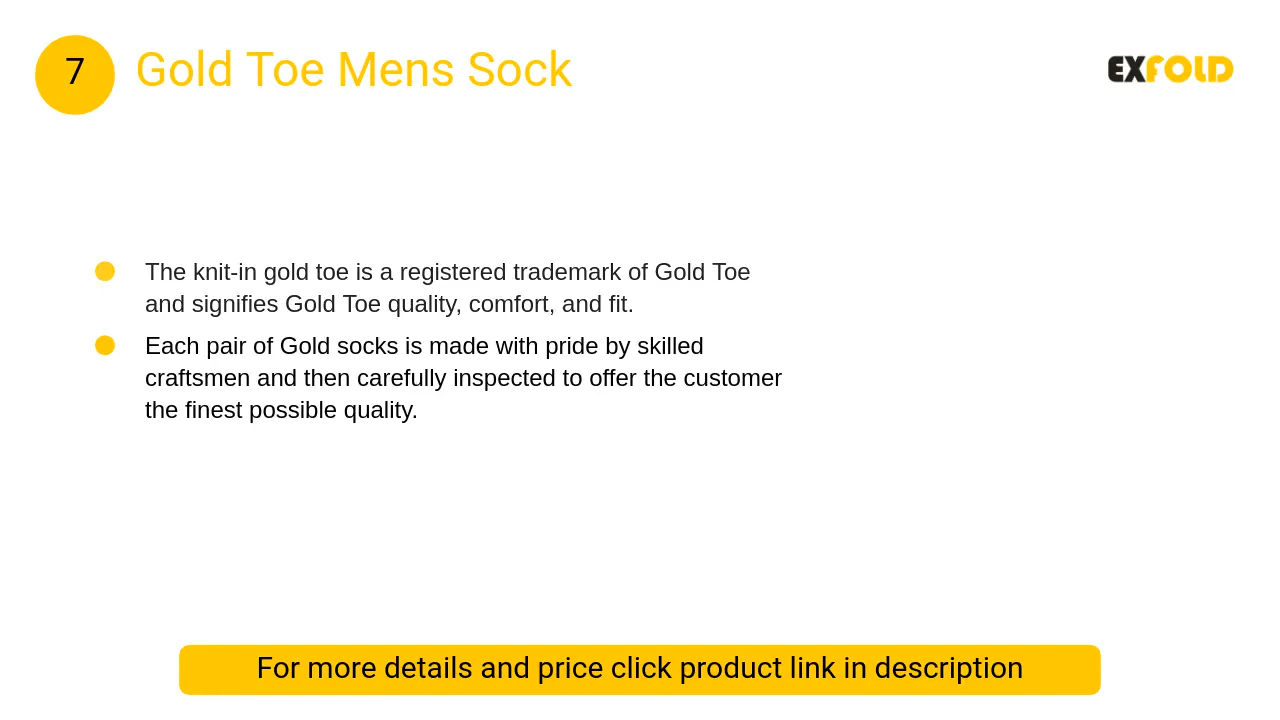 7
Gold Toe Mens Sock
EXFOLD
The knit-in gold toe is a registered trademark of Gold Toe
and signifies Gold Toe quality, comfort, and fit.
Each pair of Gold socks is made with pride by skilled
craftsmen and then carefully inspected to offer the customer
the finest possible quality.
For more details and price click product link in description